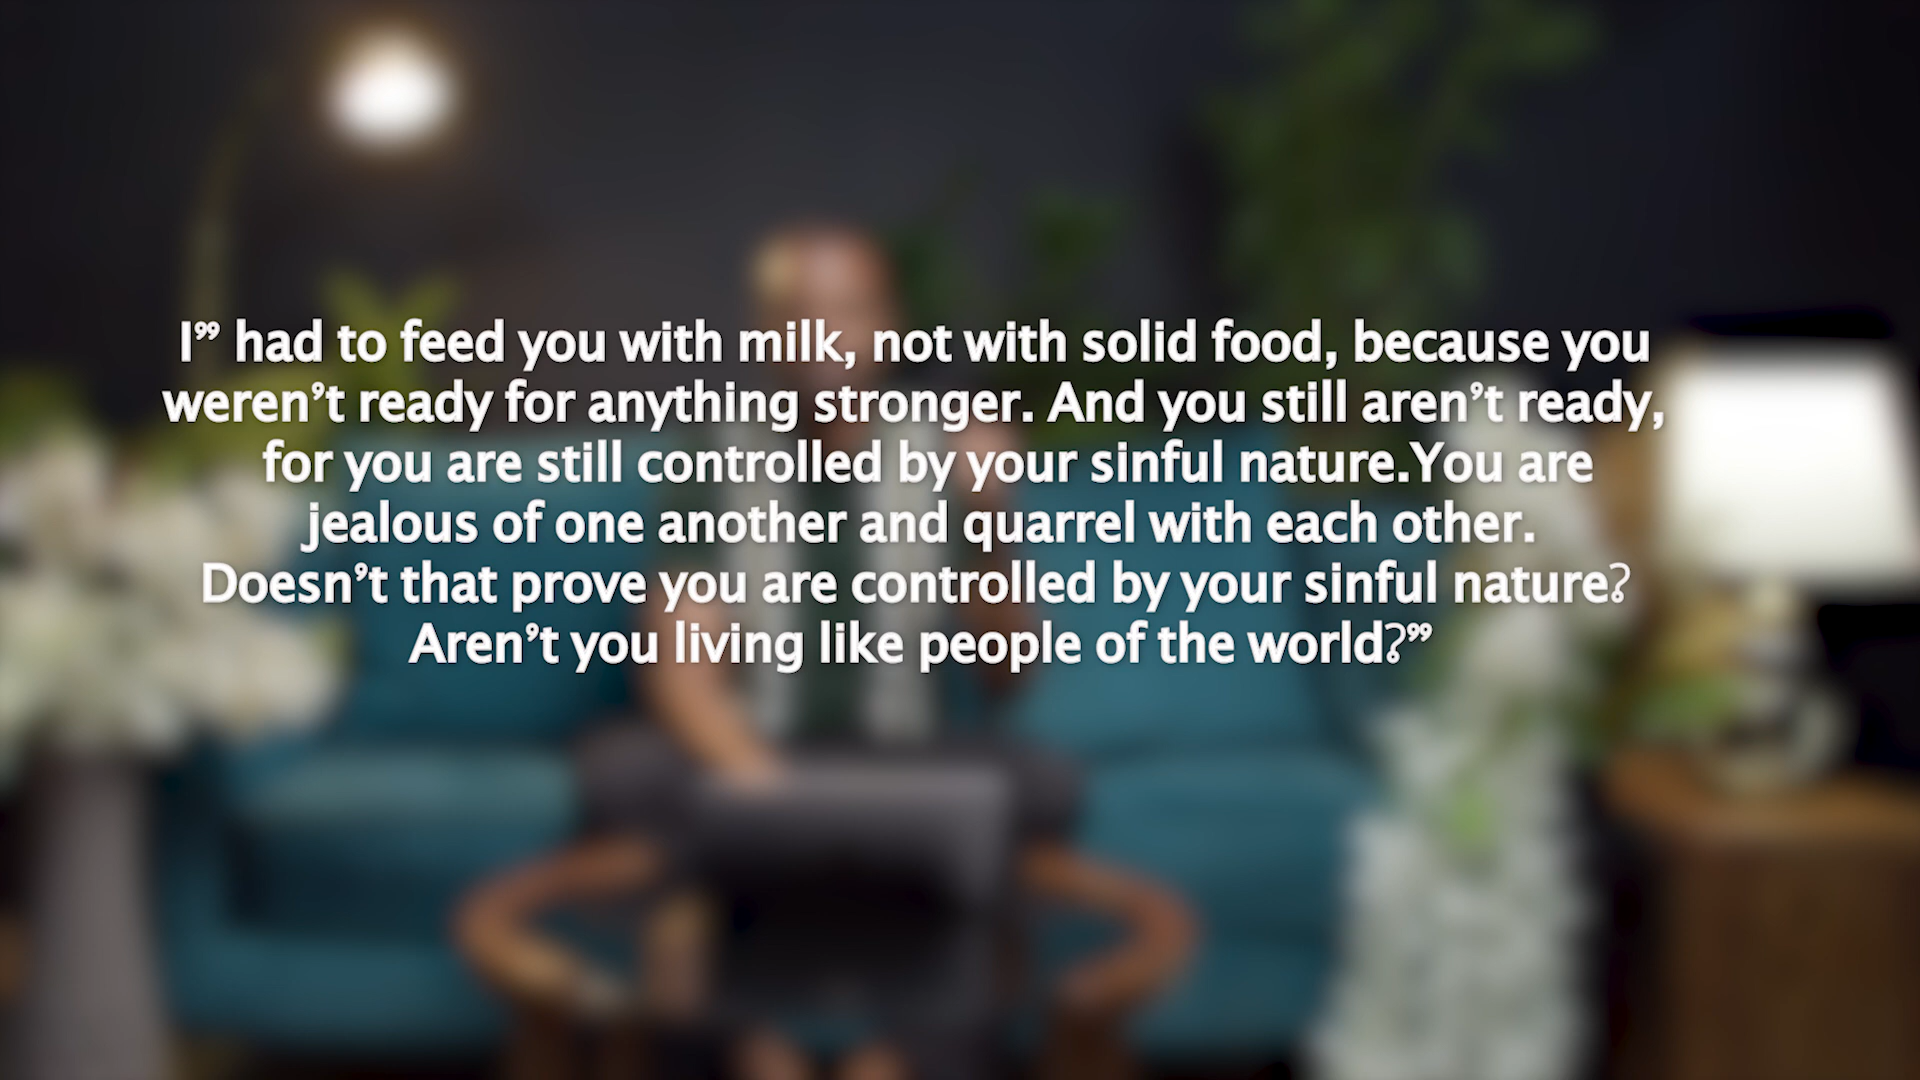 I” had to feed you with milk, not with solid food, because you
weren’t ready for anything stronger. And you still aren’t ready,
for you are still controlled by your sinful nature.You are
jealous of one another and quarrel with each other.
Doesn’t that prove you are controlled by your sinful nature?
Aren’t you living like people of the world?”